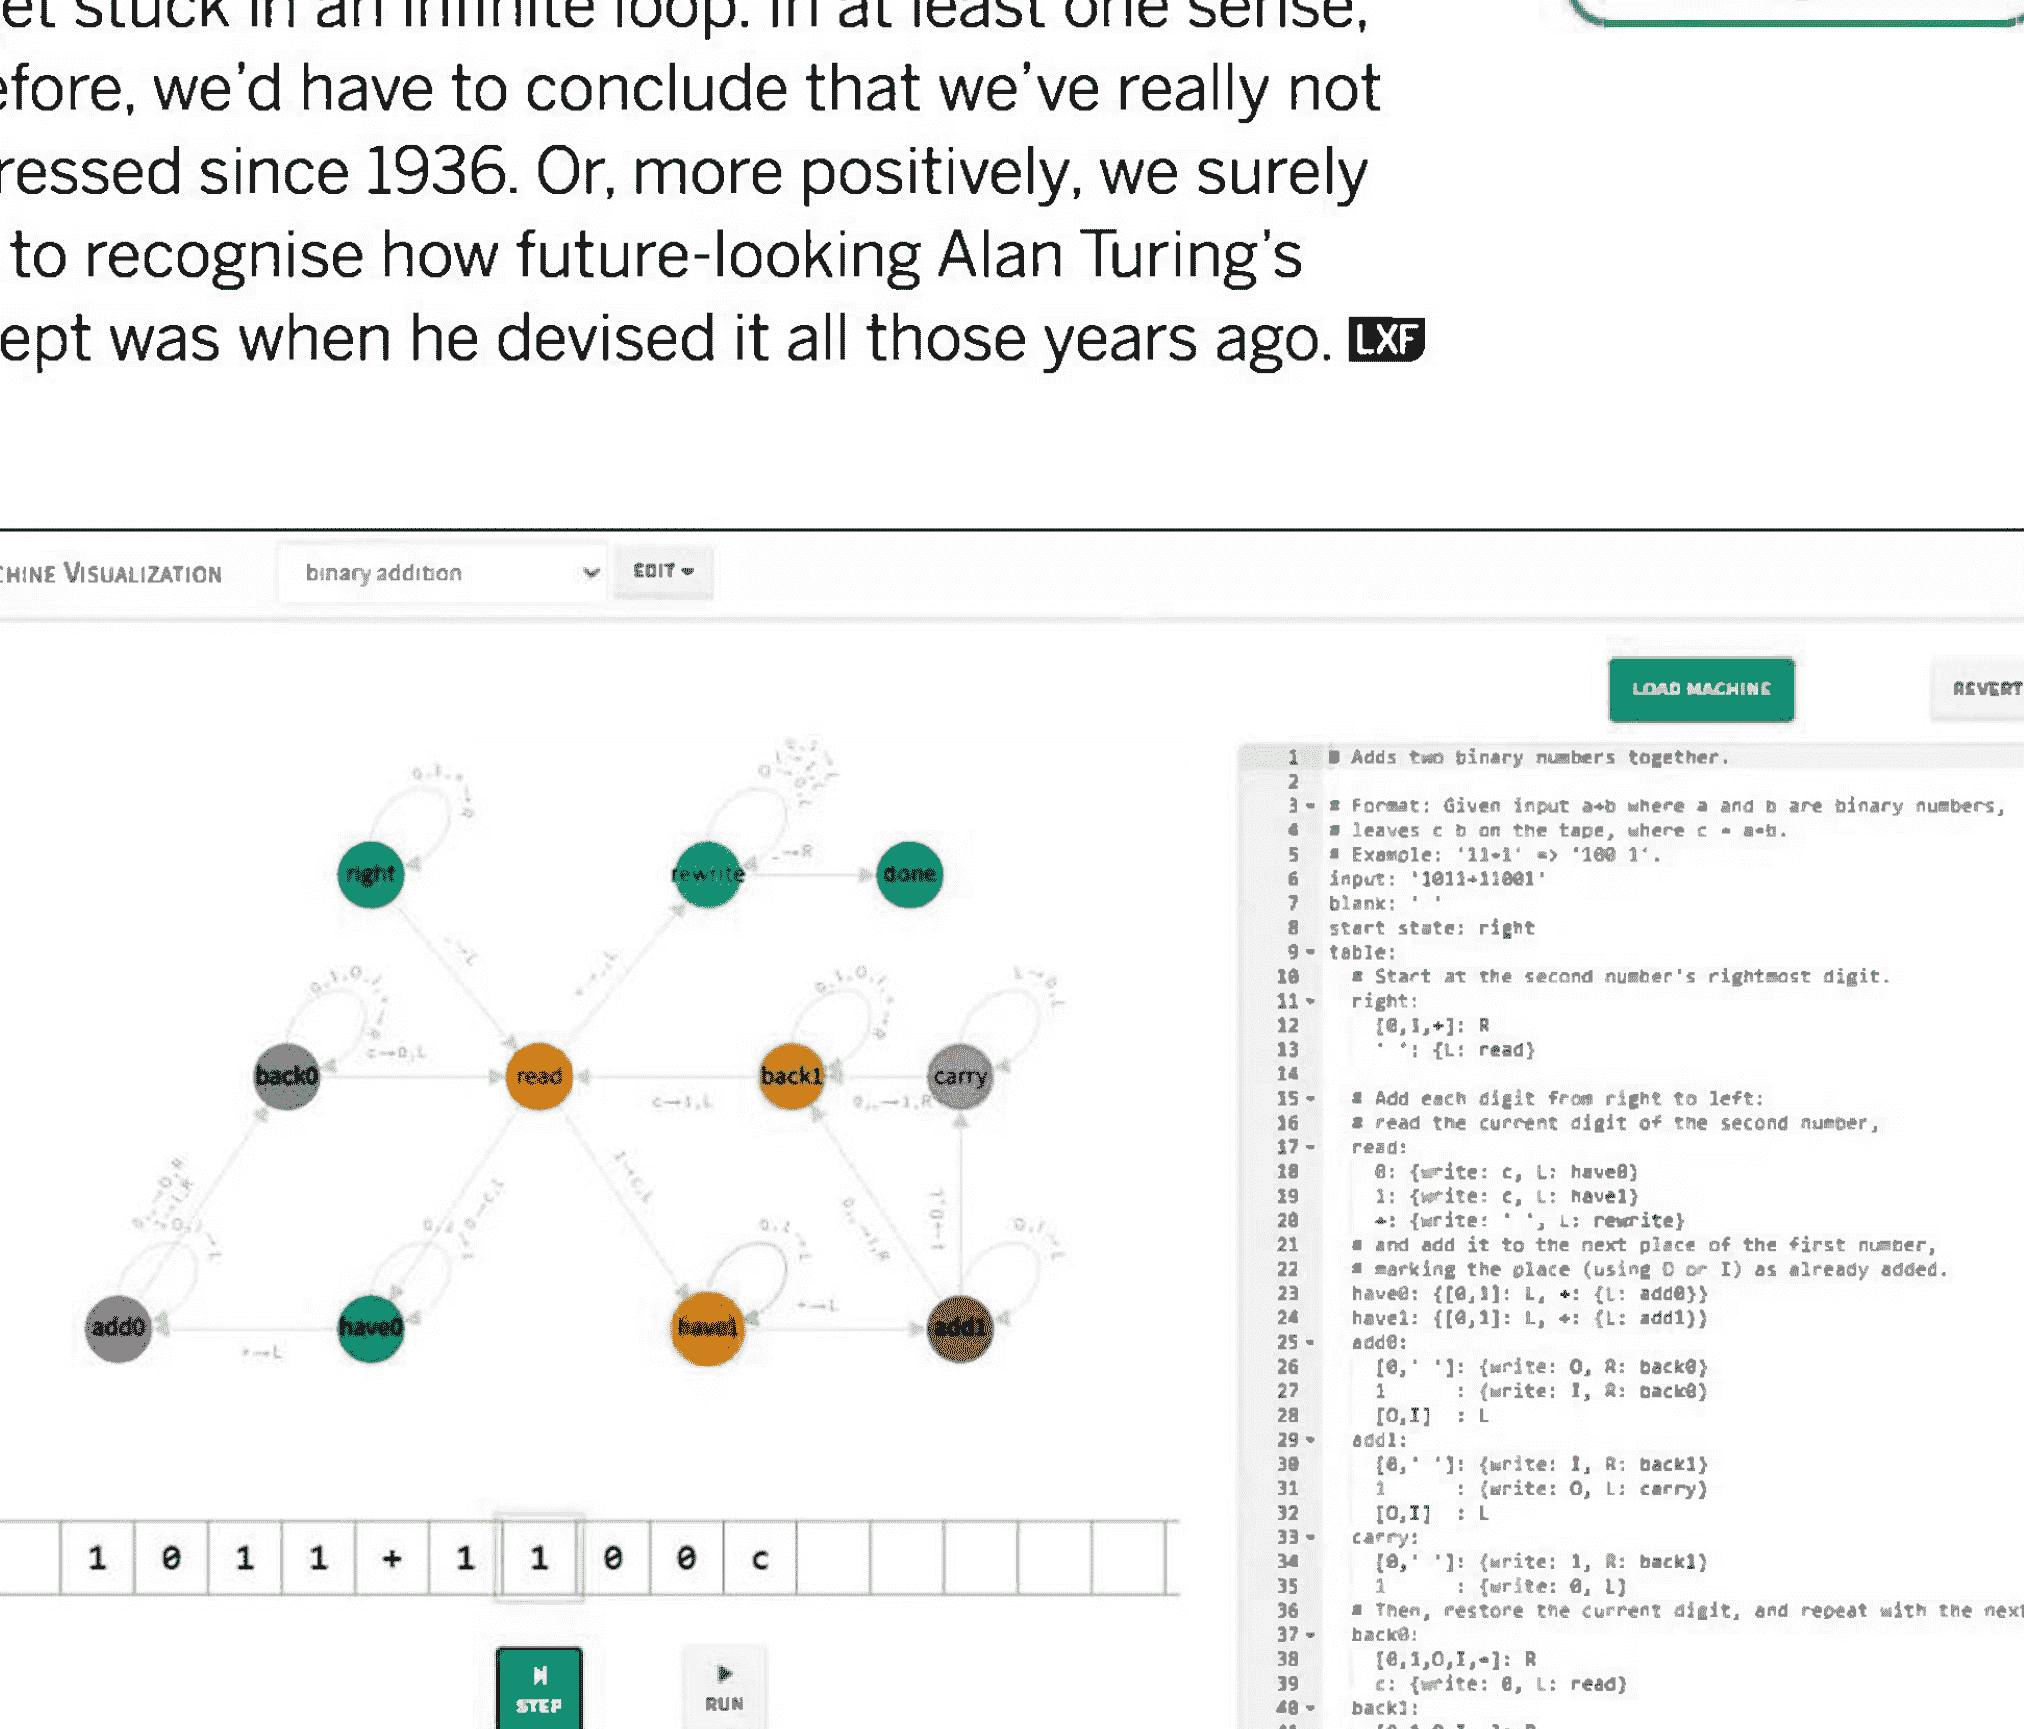 et stuck in an infinite loop. In at least one sense,
efore, we'd have to conclude that we've really not
ressed since 1936. Or, more positively, we surely
to recognise how future-looking Alan Turing's
ept was when he devised it all those years ago. LXF
CHINE VISUALIZATION
binary addition
EDIT
LOAD MACHINE
REVERT
right
rewrite
done
back0
read
back1
carry
add0
have0
have1
add1
_→R
c→0,L
c→1,L
1→c,L
1 0 1 1 + 1 1 0 0 c
STEP
RUN
1 # Adds two binary numbers together.
2
3 # Format: Given input a+b where a and b are binary numbers,
4 # leaves c b on the tape, where c = a+b.
5 # Example: '11+1' => '100 1'.
6 input: '1011+11001'
7 blank: ' '
8 start state: right
9 table:
10 # Start at the second number's rightmost digit.
11 right:
12 [0,1,+]: R
13 ' ': {L: read}
14
15 # Add each digit from right to left:
16 # read the current digit of the second number,
17 read:
18 0: {write: c, L: have0}
19 1: {write: c, L: have1}
20 +: {write: ' ', L: rewrite}
21 # and add it to the next place of the first number,
22 # marking the place (using O or I) as already added.
23 have0: {[0,1]: L, +: {L: add0}}
24 have1: {[0,1]: L, +: {L: add1}}
25 add0:
26 [0,' ']: {write: O, R: back0}
27 1 : {write: I, R: back0}
28 [O,I] : L
29 add1:
30 [0,' ']: {write: I, R: back1}
31 1 : {write: O, L: carry}
32 [O,I] : L
33 carry:
34 [0,' ']: {write: 1, R: back1}
35 1 : {write: 0, L}
36 # Then, restore the current digit, and repeat with the next
37 back0:
38 [0,1,O,I,+]: R
39 c: {write: 0, L: read}
40 back1: